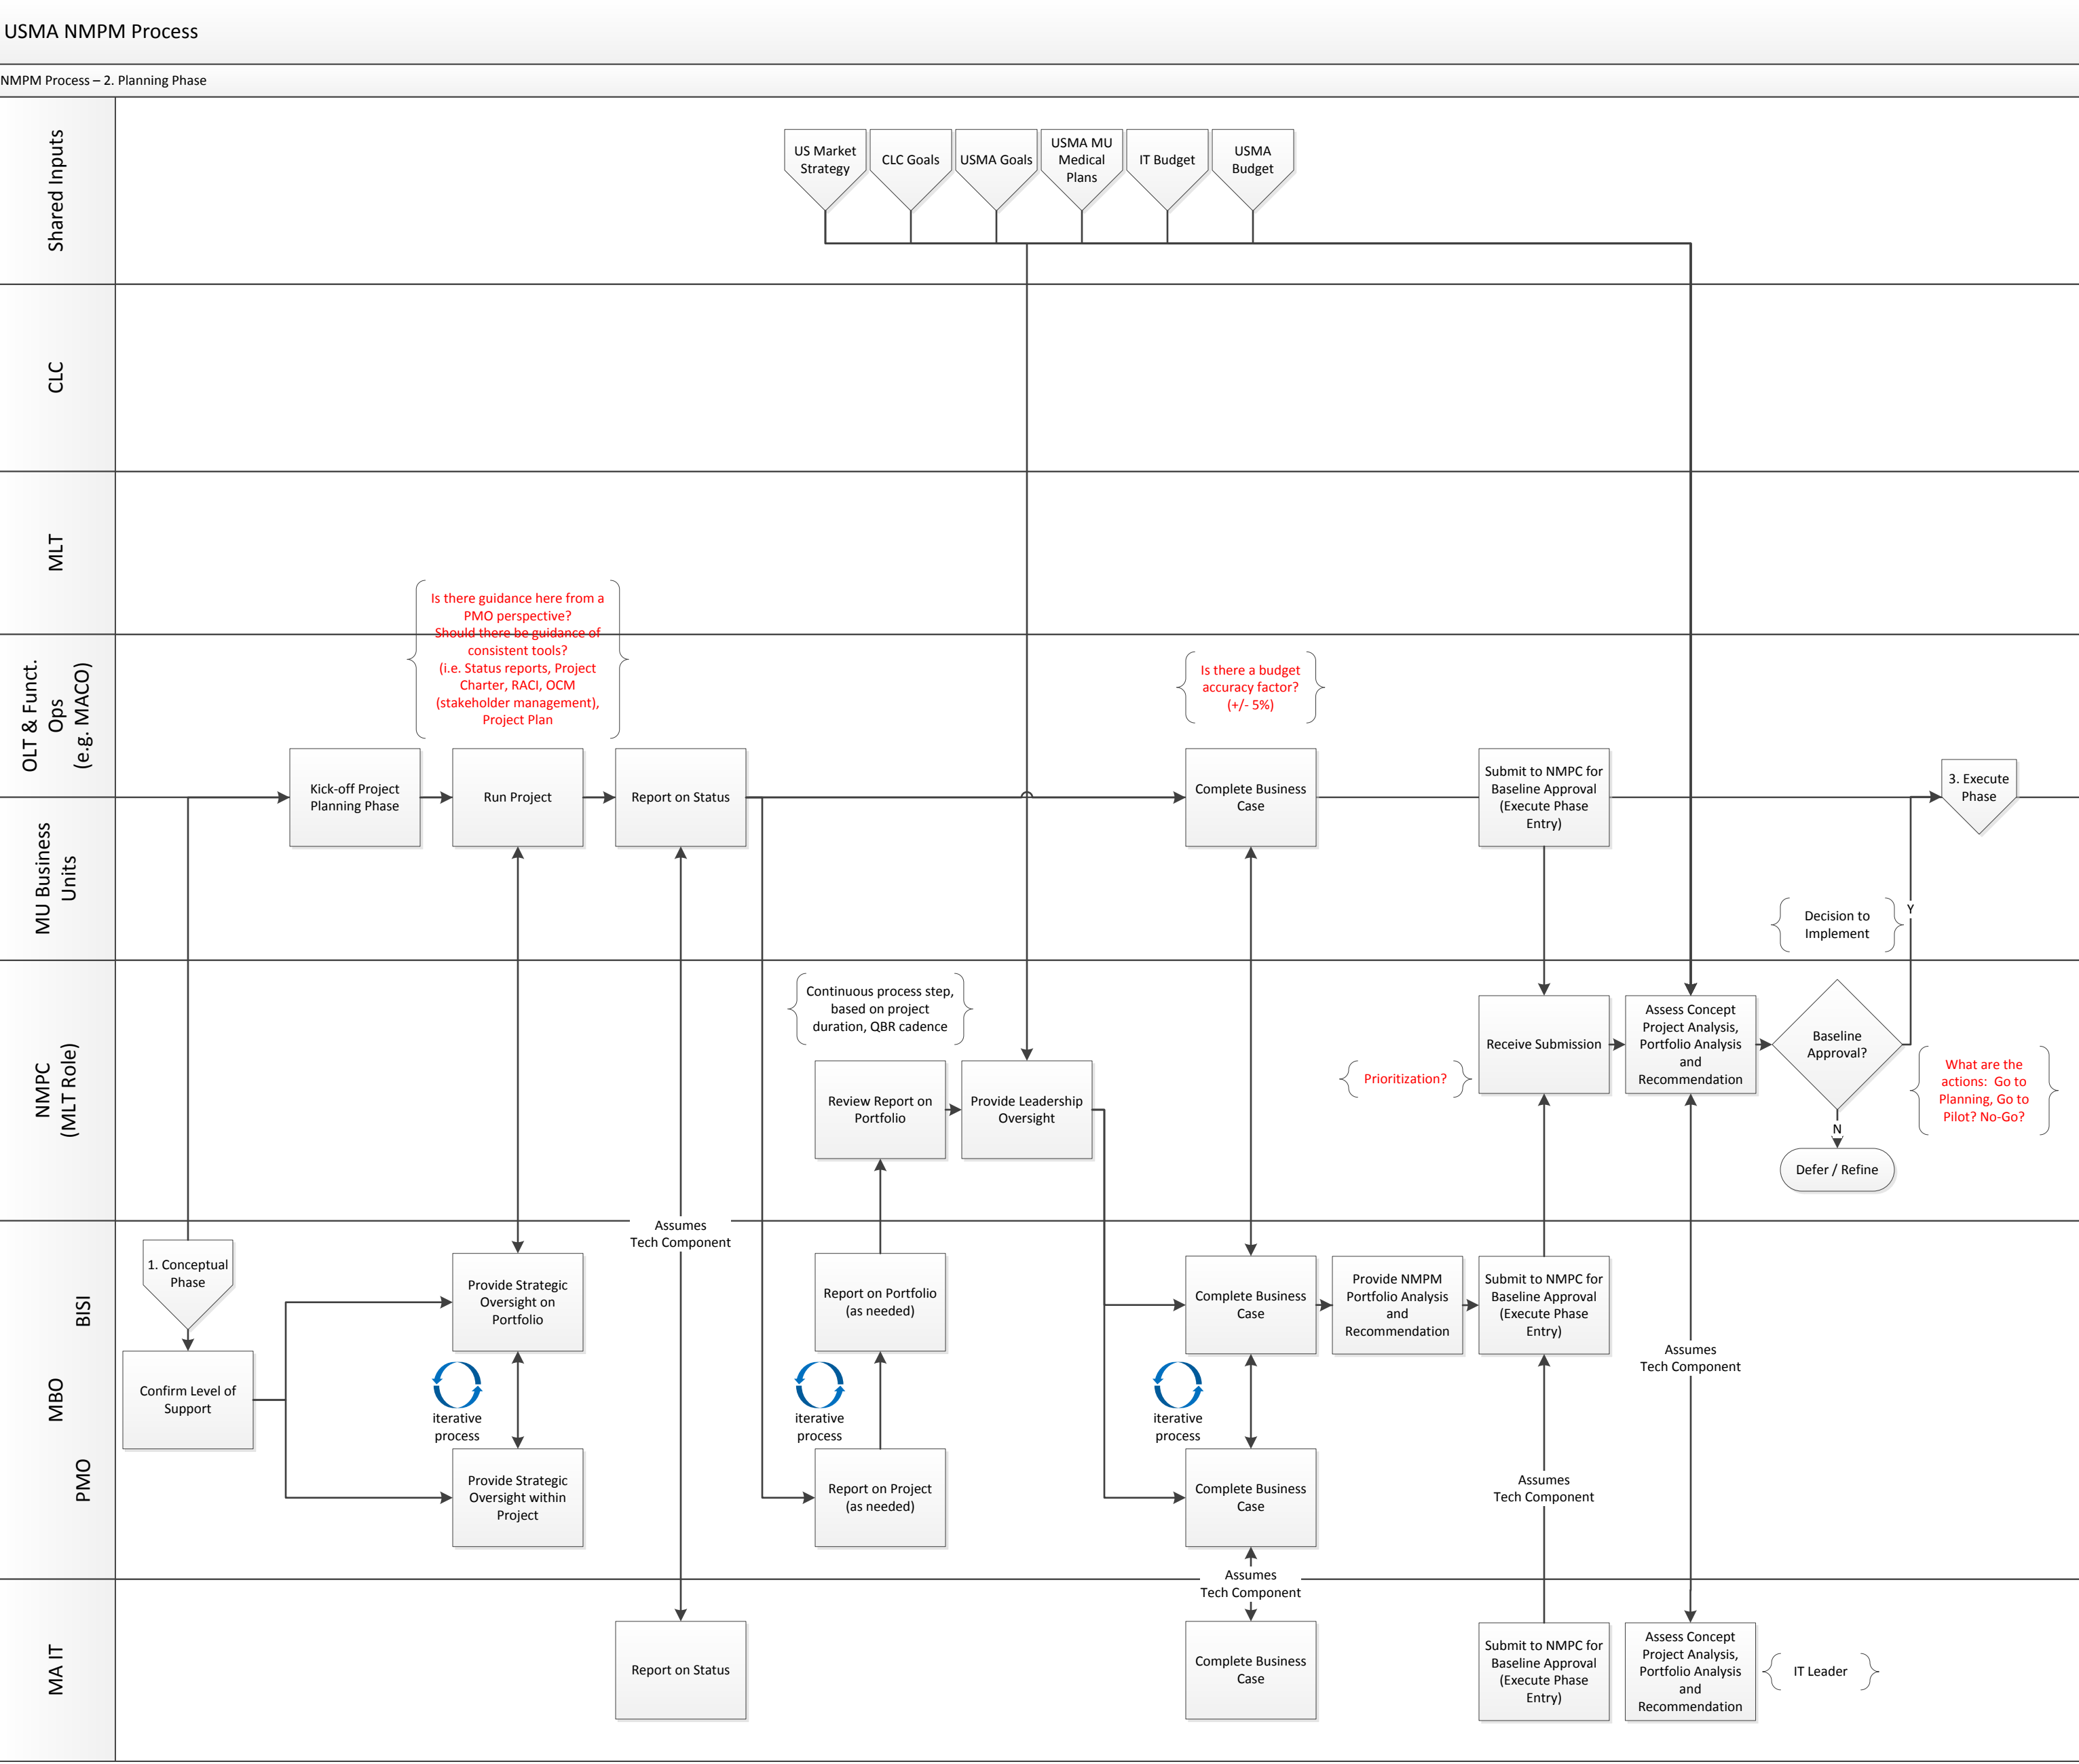 USMA NMPM Process
NMPM Process – 2. Planning Phase
Shared Inputs
US Market
Strategy
CLC Goals
USMA Goals
USMA MU
Medical
Plans
IT Budget
USMA
Budget
CLC
MLT
OLT & Funct.
Ops
(e.g. MACO)
Is there guidance here from a
PMO perspective?
Should there be guidance of
consistent tools?
(i.e. Status reports, Project
Charter, RACI, OCM
(stakeholder management),
Project Plan
Is there a budget
accuracy factor?
(+/- 5%)
Kick-off Project
Planning Phase
Run Project
Report on Status
Complete Business
Case
Submit to NMPC for
Baseline Approval
(Execute Phase
Entry)
3. Execute
Phase
MU Business
Units
Decision to
Implement
Y
NMPC
(MLT Role)
Continuous process step,
based on project
duration, QBR cadence
Review Report on
Portfolio
Provide Leadership
Oversight
Prioritization?
Receive Submission
Assess Concept
Project Analysis,
Portfolio Analysis
and
Recommendation
Baseline
Approval?
What are the
actions:  Go to
Planning, Go to
Pilot? No-Go?
N
Defer / Refine
Assumes
Tech Component
BISI
MBO
PMO
1. Conceptual
Phase
Confirm Level of
Support
Provide Strategic
Oversight on
Portfolio
iterative
process
Provide Strategic
Oversight within
Project
Report on Portfolio
(as needed)
iterative
process
Report on Project
(as needed)
Complete Business
Case
iterative
process
Complete Business
Case
Provide NMPM
Portfolio Analysis
and
Recommendation
Submit to NMPC for
Baseline Approval
(Execute Phase
Entry)
Assumes
Tech Component
Assumes
Tech Component
Assumes
Tech Component
MA IT
Report on Status
Complete Business
Case
Submit to NMPC for
Baseline Approval
(Execute Phase
Entry)
Assess Concept
Project Analysis,
Portfolio Analysis
and
Recommendation
IT Leader